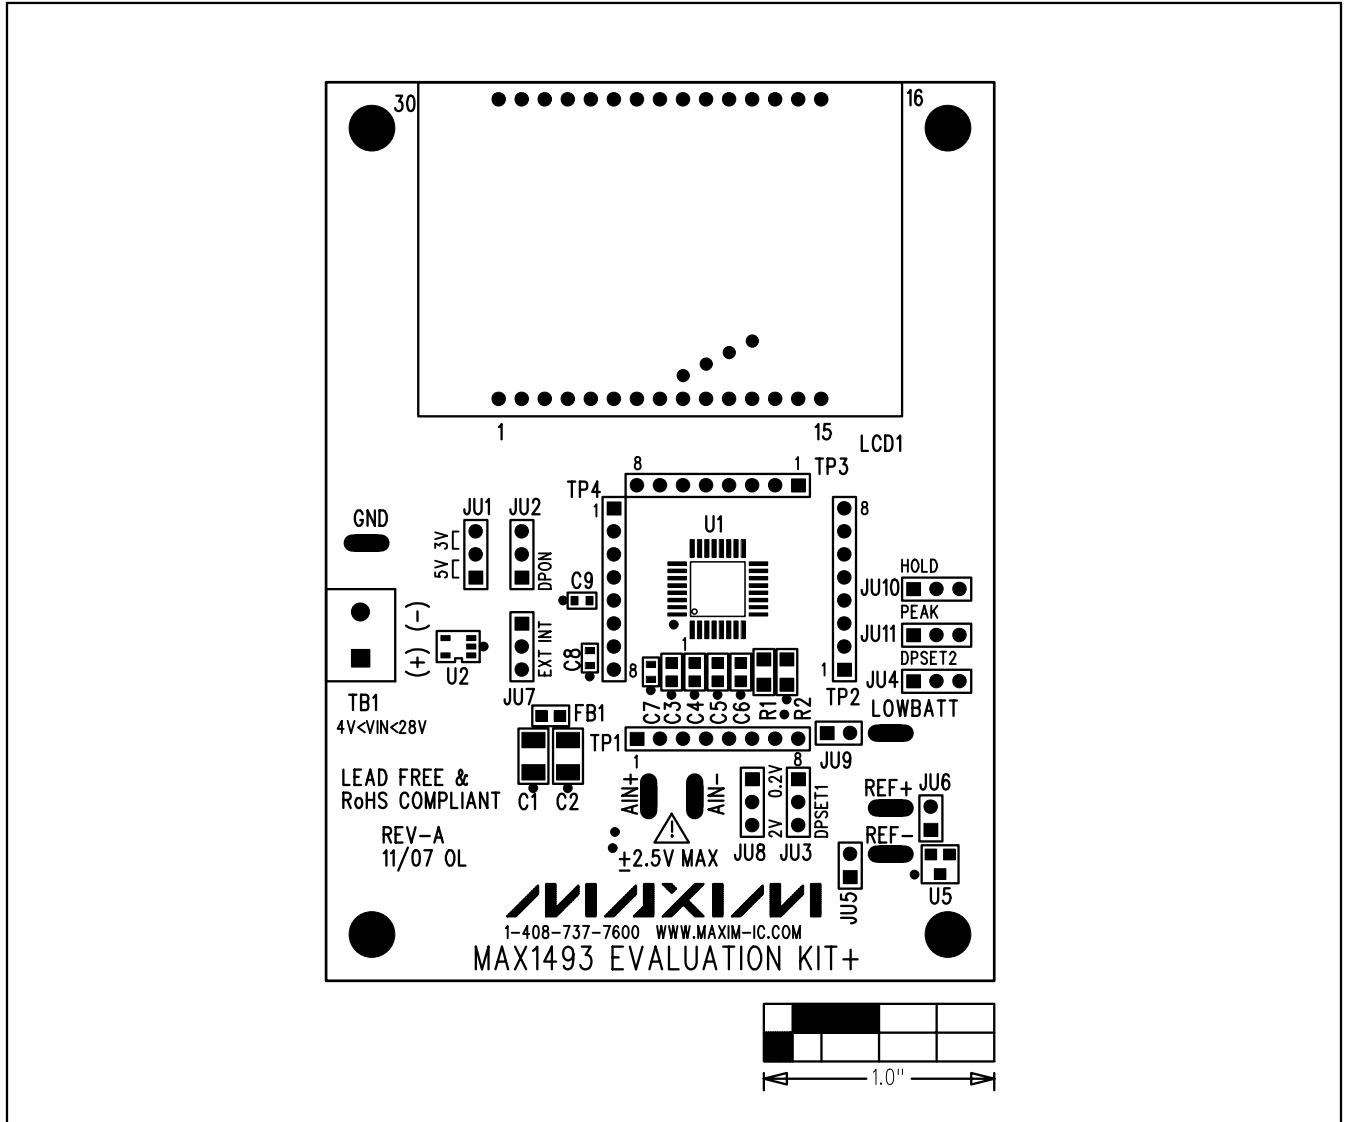 30
16
1
15
LCD1
8
1
TP3
TP4
1
JU1
JU2
GND
3V
5V
DPON
U1
8
HOLD
JU10
C9
PEAK
JU11
(-)
(+)
EXT INT
U2
C8
1
8
DPSET2
JU4
1
TB1
JU7
TP2
4V<VIN<28V
C7
C3
C4
C5
C6
R1
R2
LOWBATT
FB1
TP1
1
8
JU9
LEAD FREE &
RoHS COMPLIANT
C1
C2
AIN+
AIN-
0.2V
2V
DPSET1
REF+
JU6
REV-A
11/07 OL
!
±2.5V MAX
JU8
JU3
REF-
JU5
U5
MAXIM
1-408-737-7600 WWW.MAXIM-IC.COM
MAX1493 EVALUATION KIT+
1.0"